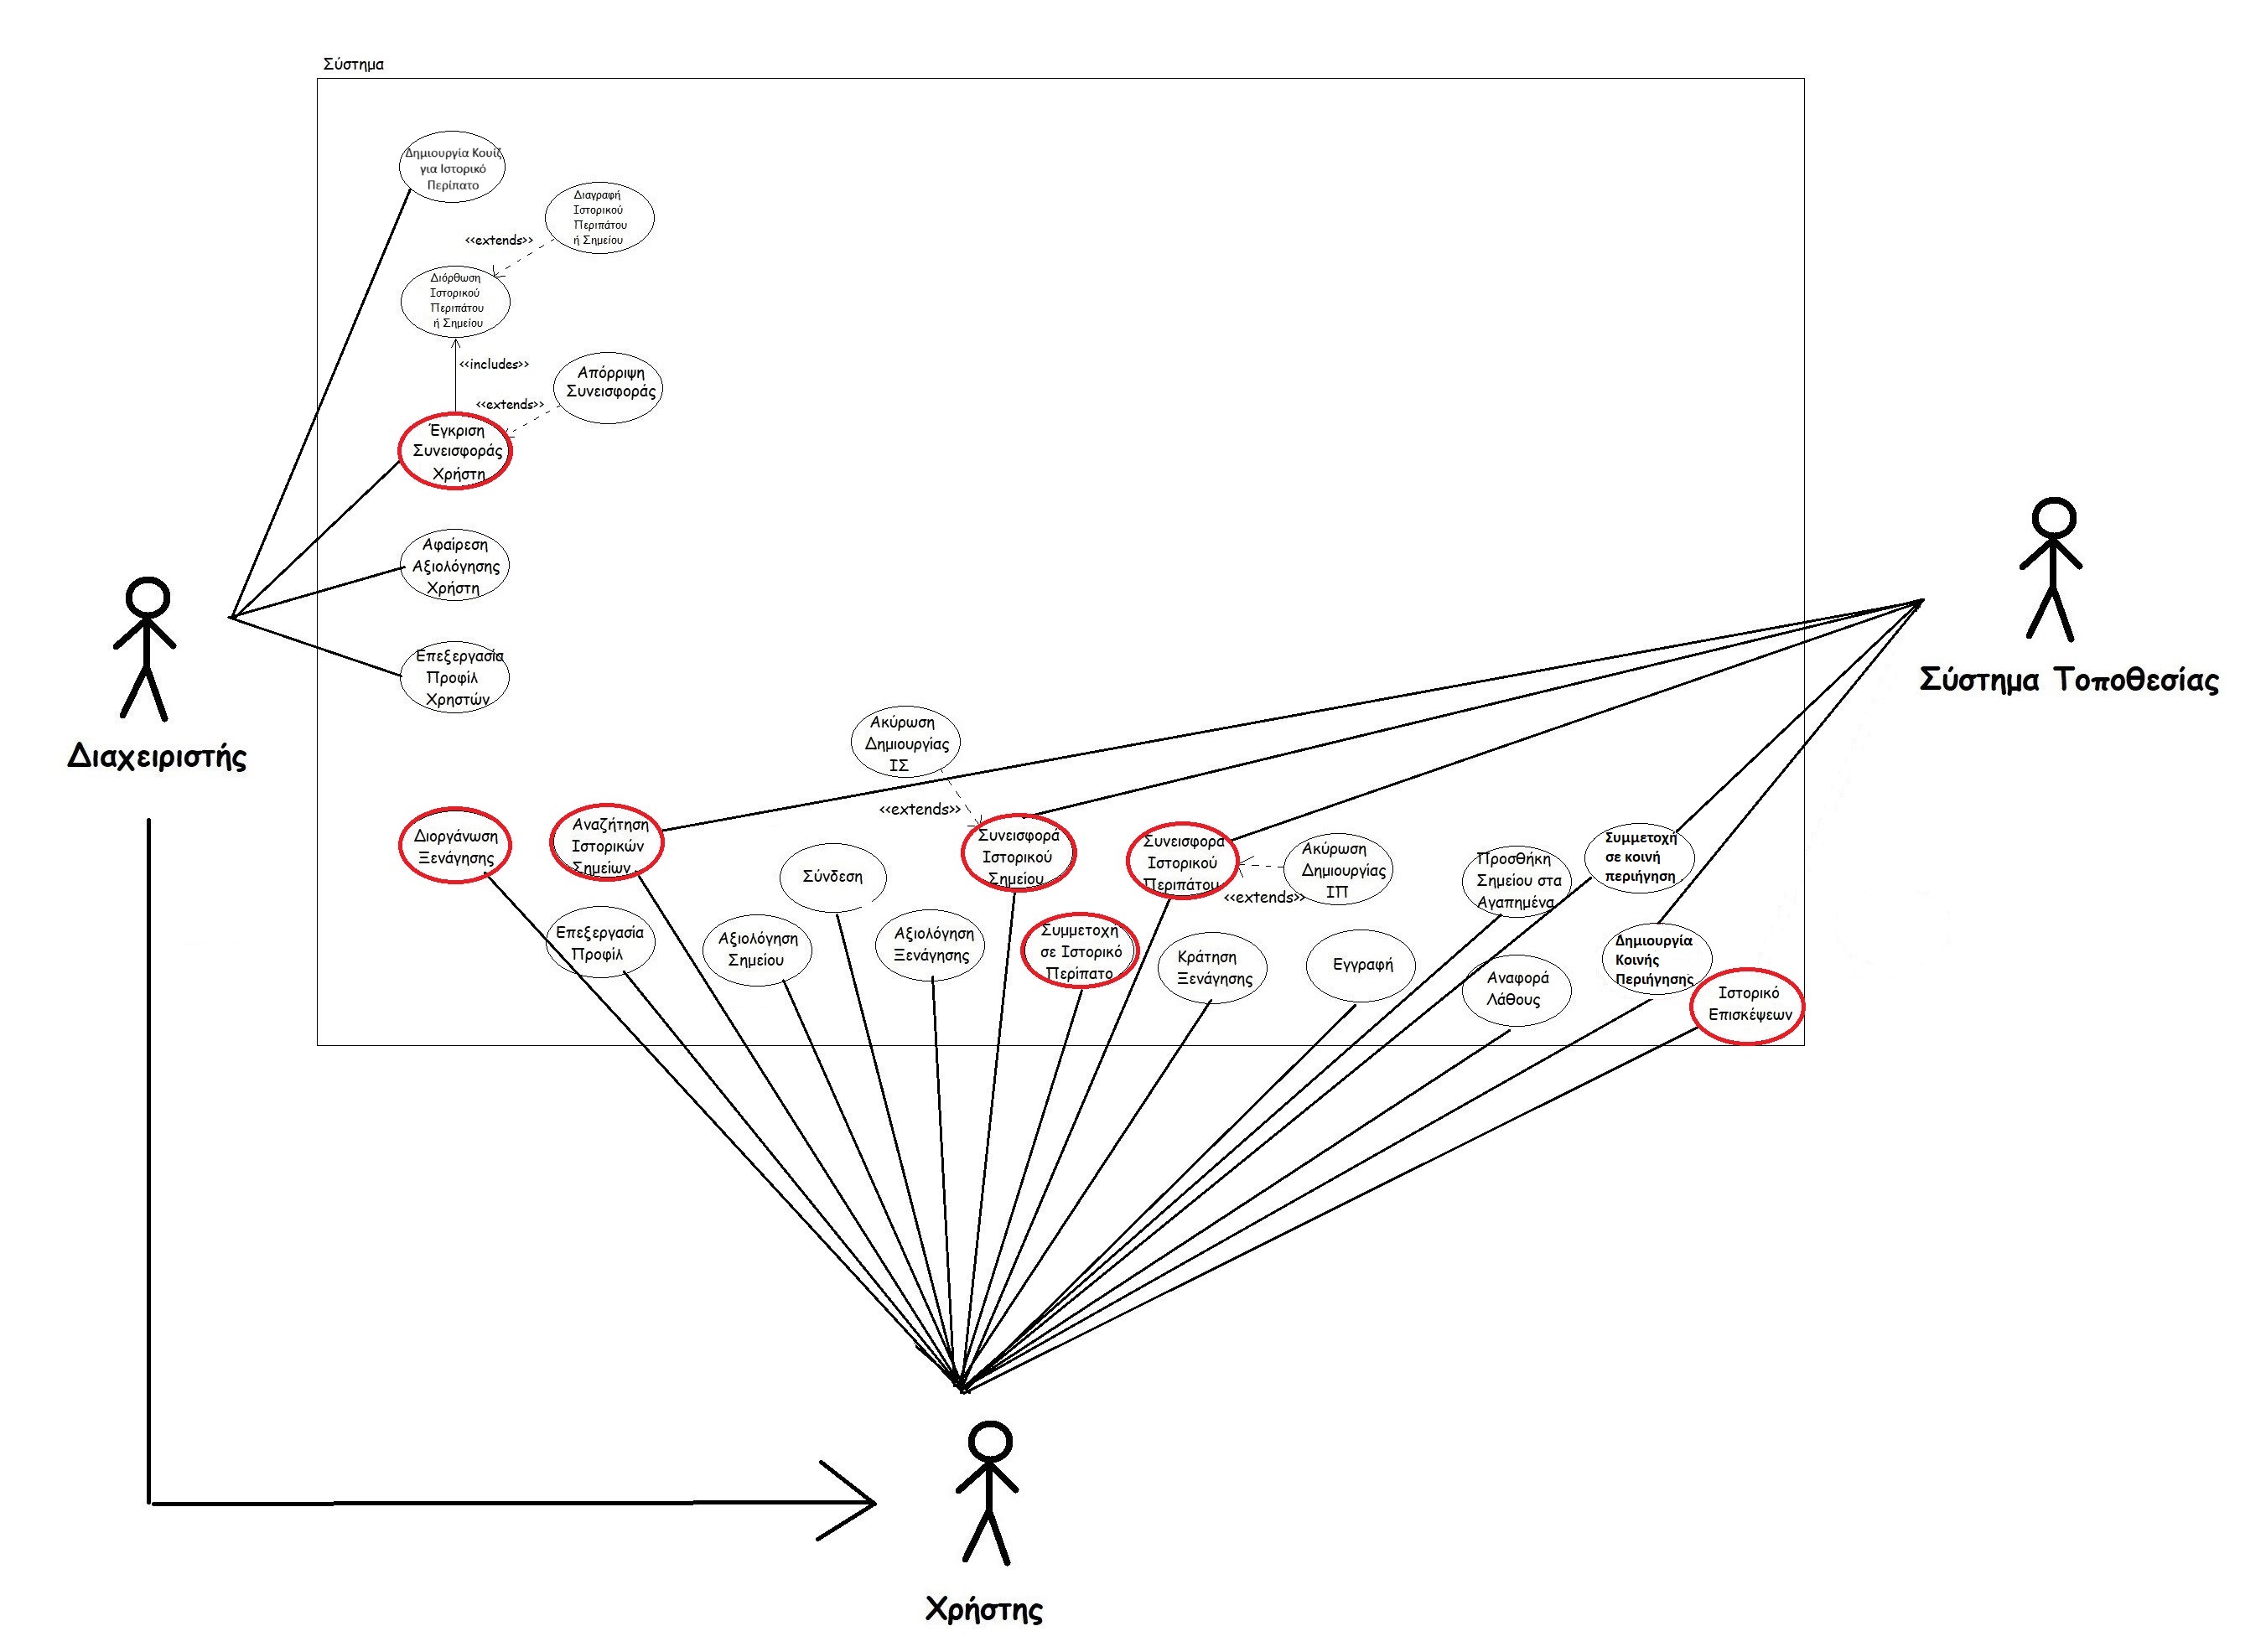 Σύστημα
Δημιουργία Κουίζ
για Ιστορικό
Περίπατο
Διαγραφή
Ιστορικού
Περιπάτου
ή Σημείου
<<extends>>
Διόρθωση
Ιστορικού
Περιπάτου
ή Σημείου
<<includes>>
Απόρριψη
Συνεισφοράς
<<extends>>
Έγκριση
Συνεισφοράς
Χρήστη
Αφαίρεση
Αξιολόγησης
Χρήστη
Επεξεργασία
Προφίλ
Χρηστών
Διαχειριστής
Σύστημα Τοποθεσίας
Ακύρωση
Δημιουργίας
ΙΣ
<<extends>>
Διοργάνωση
Ξενάγησης
Αναζήτηση
Ιστορικών
Σημείων
Σύνδεση
Συνεισφορά
Ιστορικού
Σημείου
Συνεισφορα
Ιστορικού
Περιπάτου
Ακύρωση
Δημιουργίας
ΙΠ
<<extends>>
Προσθήκη
Σημείου στα
Αγαπημένα
Συμμετοχή
σε κοινή
περιήγηση
Επεξεργασία
Προφίλ
Αξιολόγηση
Σημείου
Αξιολόγηση
Ξενάγησης
Συμμετοχή
σε Ιστορικό
Περίπατο
Κράτηση
Ξενάγησης
Εγγραφή
Αναφορά
Λάθους
Δημιουργία
Κοινής
Περιήγησης
Ιστορικό
Επισκέψεων
Χρήστης